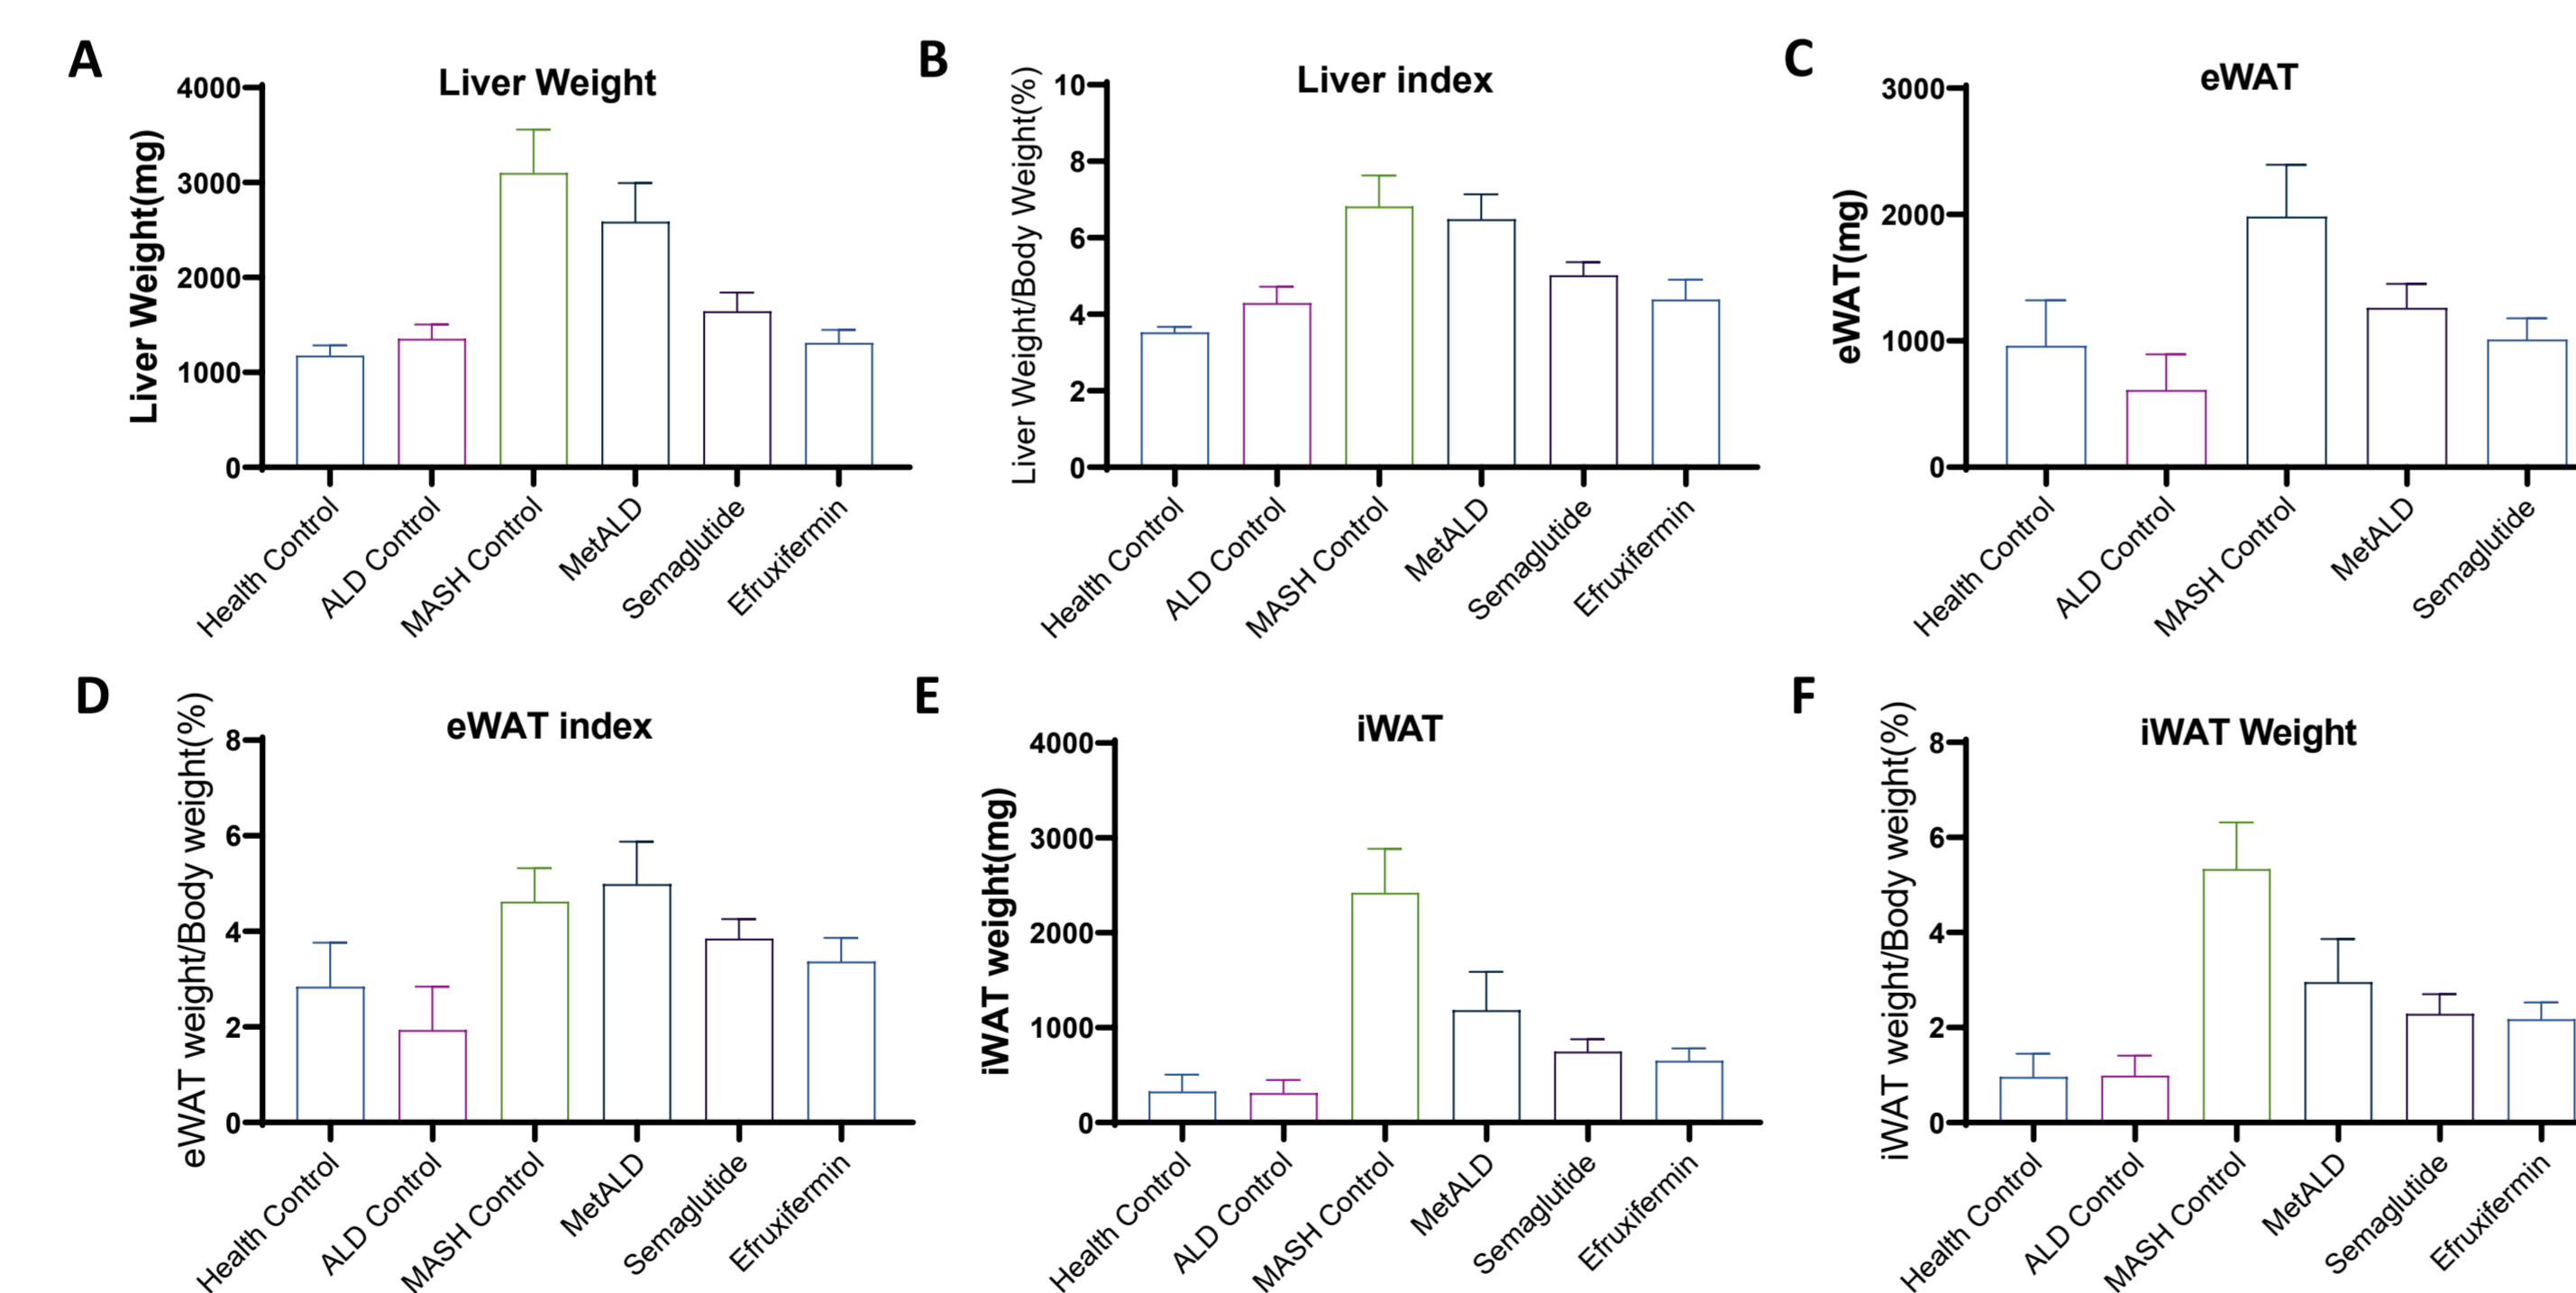 A
Liver Weight
Liver Weight(mg)
4000
3000
2000
1000
0
Health Control
ALD Control
MASH Control
MetALD
Semaglutide
Efruxifermin
B
Liver index
Liver Weight/Body Weight(%)
10
8
6
4
2
0
Health Control
ALD Control
MASH Control
MetALD
Semaglutide
Efruxifermin
C
eWAT
eWAT(mg)
3000
2000
1000
0
Health Control
ALD Control
MASH Control
MetALD
Semaglutide
D
eWAT index
eWAT weight/Body weight(%)
8
6
4
2
0
Health Control
ALD Control
MASH Control
MetALD
Semaglutide
Efruxifermin
E
iWAT
iWAT weight(mg)
4000
3000
2000
1000
0
Health Control
ALD Control
MASH Control
MetALD
Semaglutide
Efruxifermin
F
iWAT Weight
iWAT weight/Body weight(%)
8
6
4
2
0
Health Control
ALD Control
MASH Control
MetALD
Semaglutide
Efruxifermin